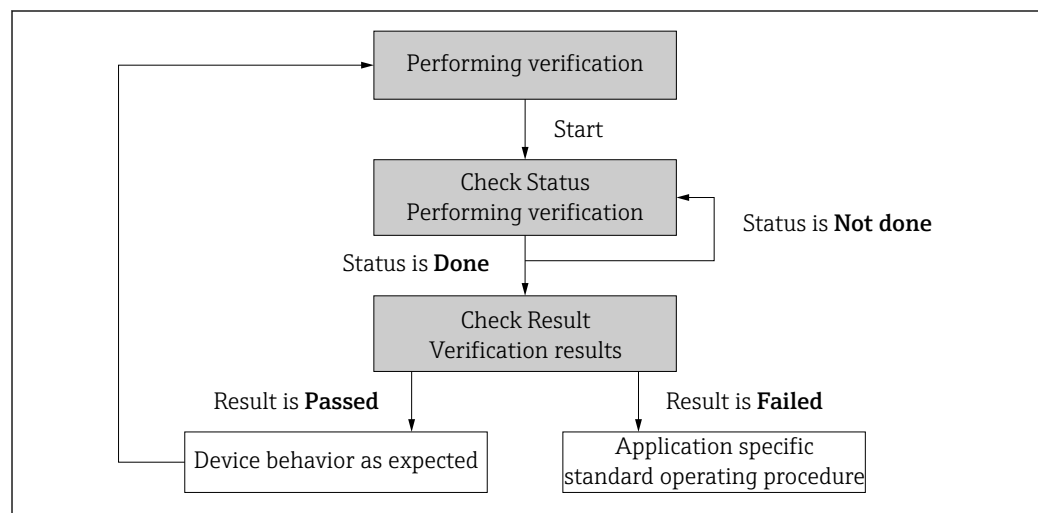 Performing verification
Start
Check Status
Performing verification
Status is Not done
Status is Done
Check Result
Verification results
Result is Passed
Result is Failed
Device behavior as expected
Application specific
standard operating procedure